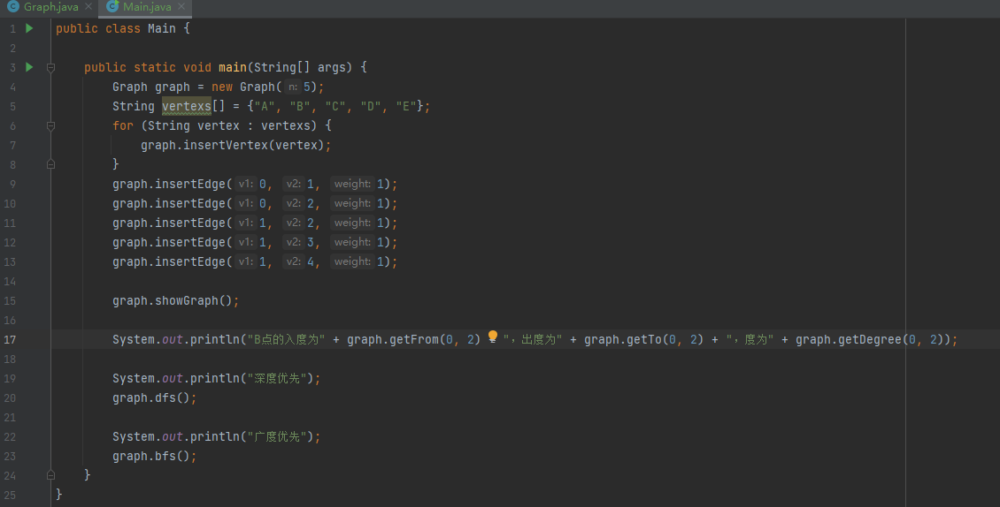 Graph.java Main.java
1 public class Main {
2
3 public static void main(String[] args) {
4 Graph graph = new Graph( n: 5);
5 String vertexs[] = {"A", "B", "C", "D", "E"};
6 for (String vertex : vertexs) {
7 graph.insertVertex(vertex);
8 }
9 graph.insertEdge( v1: 0, v2: 1, weight: 1);
10 graph.insertEdge( v1: 0, v2: 2, weight: 1);
11 graph.insertEdge( v1: 1, v2: 2, weight: 1);
12 graph.insertEdge( v1: 1, v2: 3, weight: 1);
13 graph.insertEdge( v1: 1, v2: 4, weight: 1);
14
15 graph.showGraph();
16
17 System.out.println("B点的入度为" + graph.getFrom(0, 2) + "，出度为" + graph.getTo(0, 2) + "，度为" + graph.getDegree(0, 2));
18
19 System.out.println("深度优先");
20 graph.dfs();
21
22 System.out.println("广度优先");
23 graph.bfs();
24 }
25 }